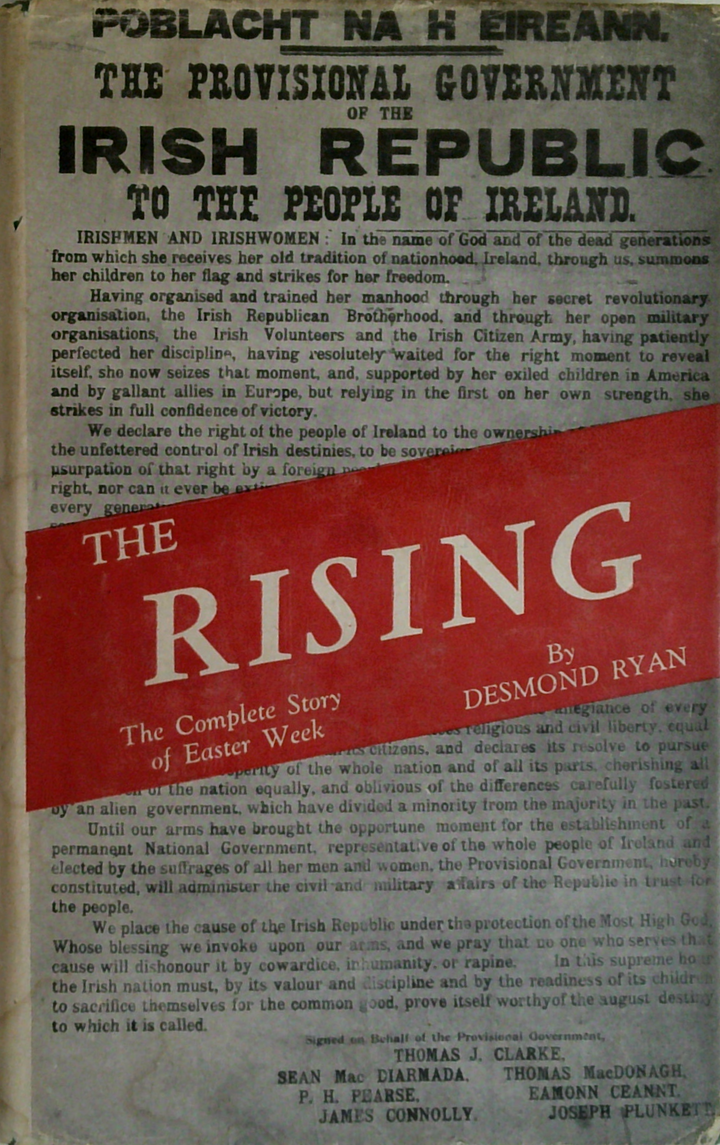 POBLACHT NA H EIREANN.
THE PROVISIONAL GOVERNMENT
OF THE
IRISH REPUBLIC
TO THE PEOPLE OF IRELAND.
IRISHMEN AND IRISHWOMEN: In the name of God and of the dead generations
from which she receives her old tradition of nationhood, Ireland, through us, summons
her children to her flag and strikes for her freedom.
Having organised and trained her manhood through her secret revolutionary
organisation, the Irish Republican Brotherhood, and through her open military
organisations, the Irish Volunteers and the Irish Citizen Army, having patiently
perfected her discipline, having resolutely waited for the right moment to reveal
itself, she now seizes that moment, and, supported by her exiled children in America
and by gallant allies in Europe, but relying in the first on her own strength, she
strikes in full confidence of victory.
We declare the right of the people of Ireland to the ownership
the unfettered control of Irish destinies, to be sovereign
usurpation of that right by a foreign
right, nor can it ever be
every
THE
RISING
The Complete Story
of Easter Week
By
DESMOND RYAN
allegiance of every
religious and civil liberty, equal
citizens, and declares its resolve to pursue
of the whole nation and of all its parts, cherishing all
of the nation equally, and oblivious of the differences carefully fostered
by an alien government, which have divided a minority from the majority in the past.
Until our arms have brought the opportune moment for the establishment of a
permanent National Government, representative of the whole people of Ireland and
elected by the suffrages of all her men and women, the Provisional Government, hereby
constituted, will administer the civil and military affairs of the Republic in trust for
the people.
We place the cause of the Irish Republic under the protection of the Most High God,
Whose blessing we invoke upon our arms, and we pray that no one who serves that
cause will dishonour it by cowardice, inhumanity, or rapine. In this supreme hour
the Irish nation must, by its valour and discipline and by the readiness of its children
to sacrifice themselves for the common good, prove itself worthy of the august destiny
to which it is called.
Signed on Behalf of the Provisional Government,
THOMAS J. CLARKE,
SEAN Mac DIARMADA, THOMAS MacDONAGH,
P. H. PEARSE, EAMONN CEANNT,
JAMES CONNOLLY, JOSEPH PLUNKETT